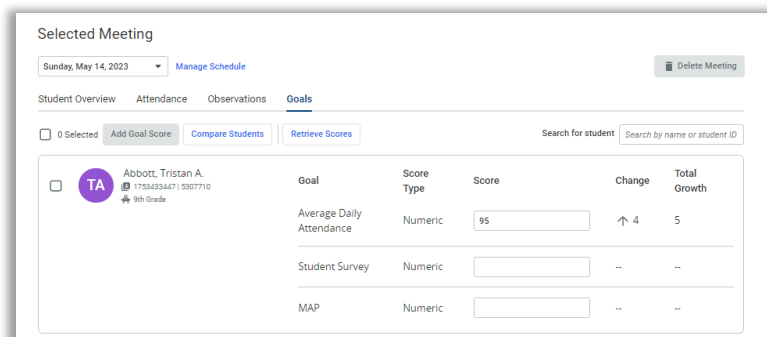 Selected Meeting
Sunday, May 14, 2023 Manage Schedule Delete Meeting
Student Overview Attendance Observations Goals
0 Selected Add Goal Score Compare Students Retrieve Scores Search for student Search by name or student ID
TA
Abbott, Tristan A.
1753433447 | 5307710
9th Grade
Goal Score Type Score Change Total Growth
Average Daily Attendance Numeric 95 4 5
Student Survey Numeric -- --
MAP Numeric -- --